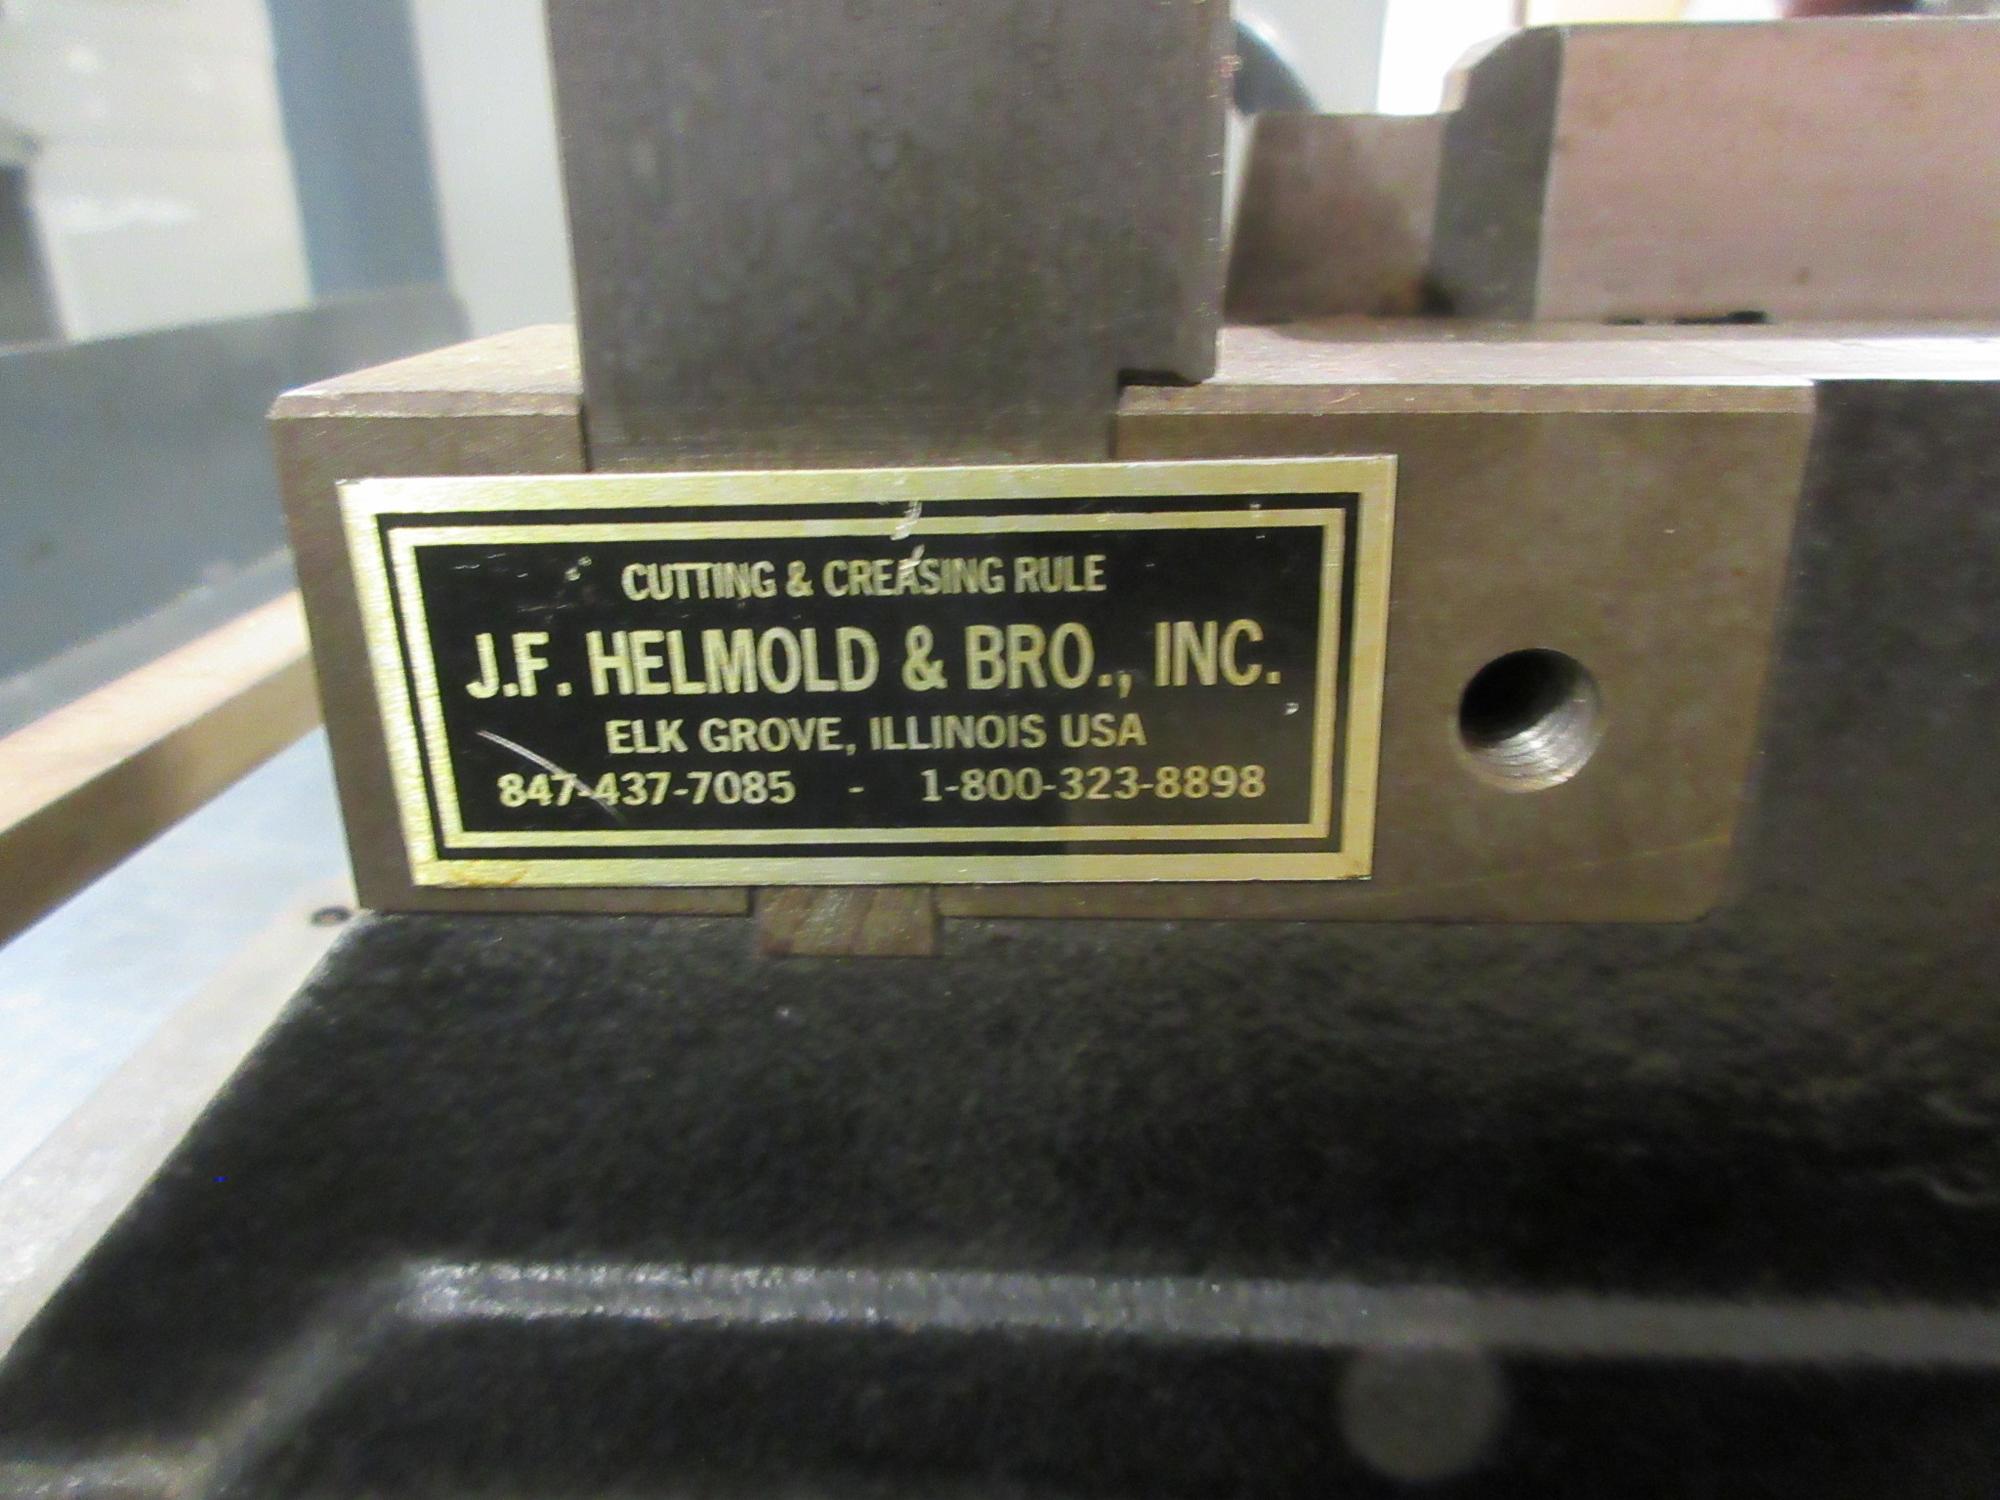 CUTTING & CREASING RULE
J.F. HELMOLD & BRO., INC.
ELK GROVE, ILLINOIS USA
847-437-7085 - 1-800-323-8898